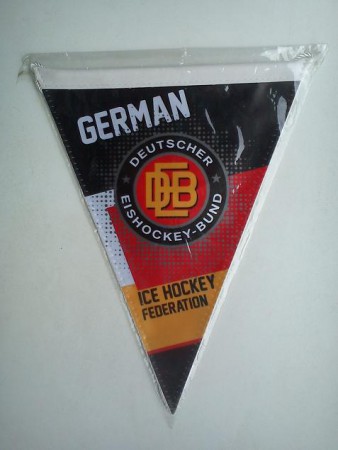 GERMAN
DEUTSCHER
DEB
EISHOCKEY-BUND
ICE HOCKEY
FEDERATION